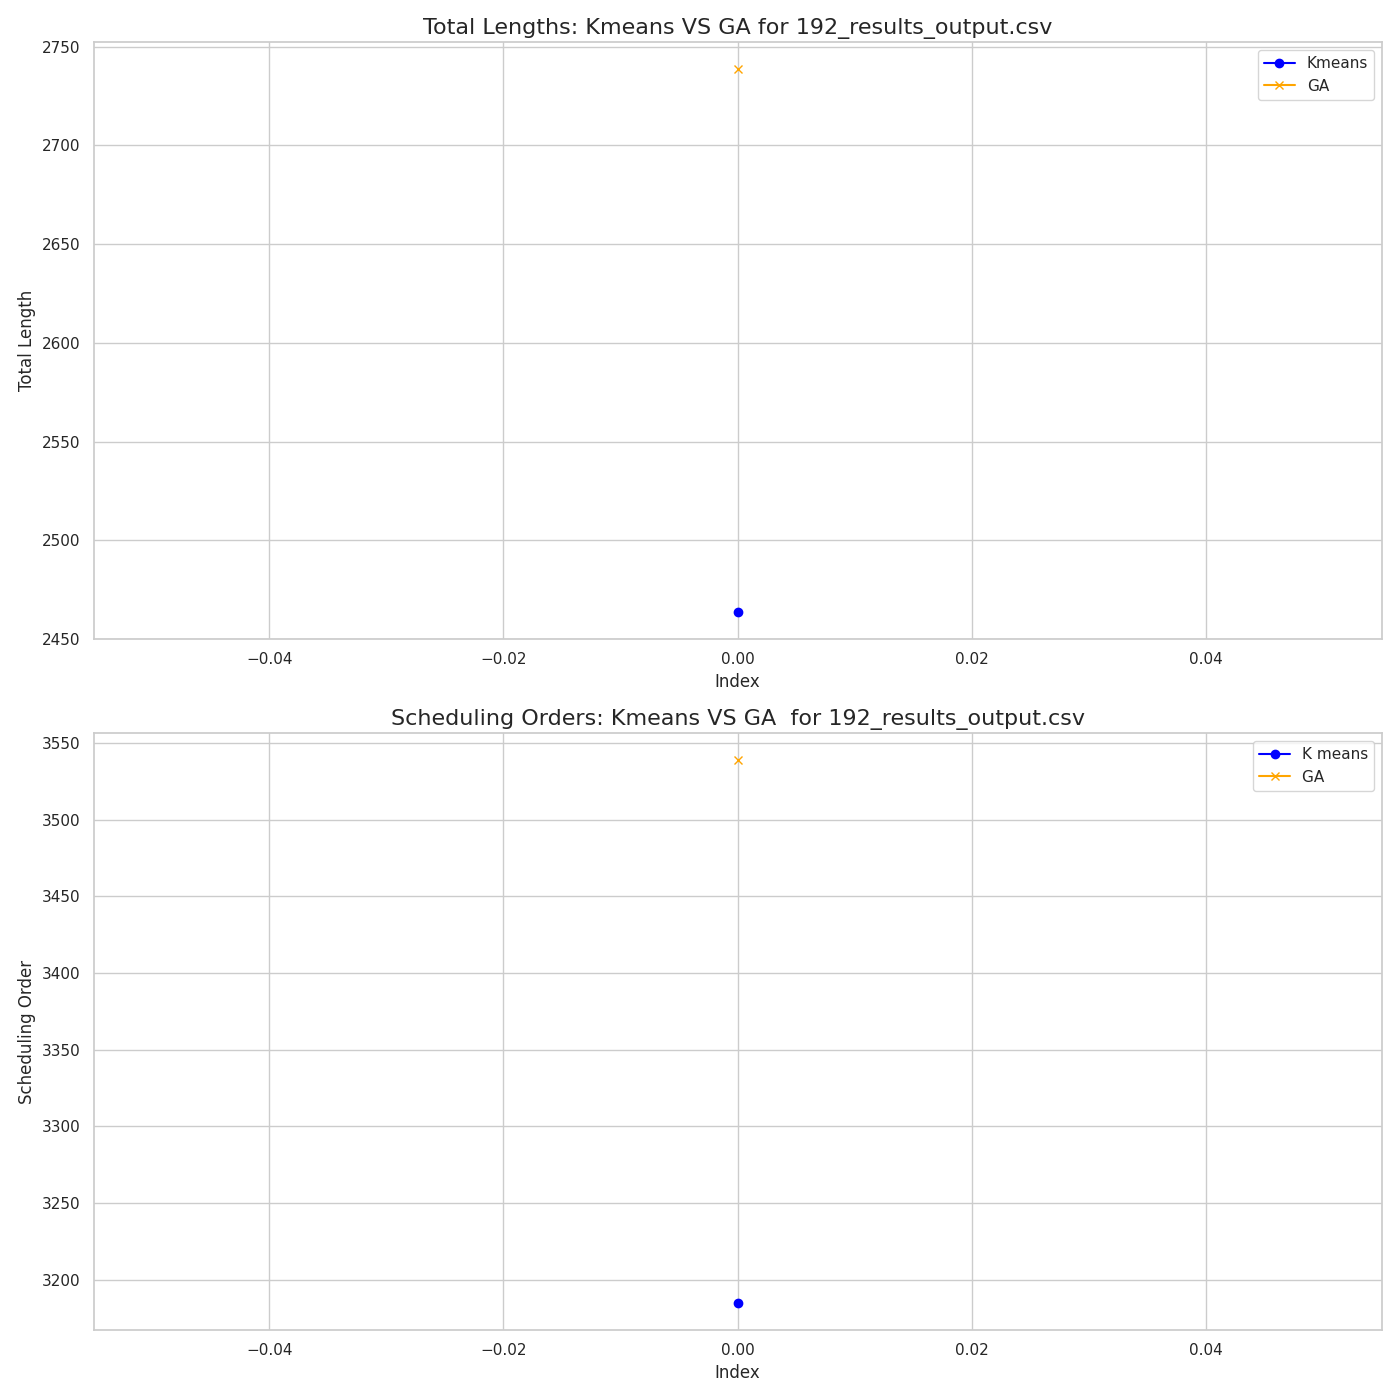 Total Lengths: Kmeans VS GA for 192_results_output.csv
Kmeans
GA
2750
2700
2650
2600
2550
2500
2450
Total Length
−0.04
−0.02
0.00
0.02
0.04
Index
Scheduling Orders: Kmeans VS GA  for 192_results_output.csv
K means
GA
3550
3500
3450
3400
3350
3300
3250
3200
Scheduling Order
−0.04
−0.02
0.00
0.02
0.04
Index